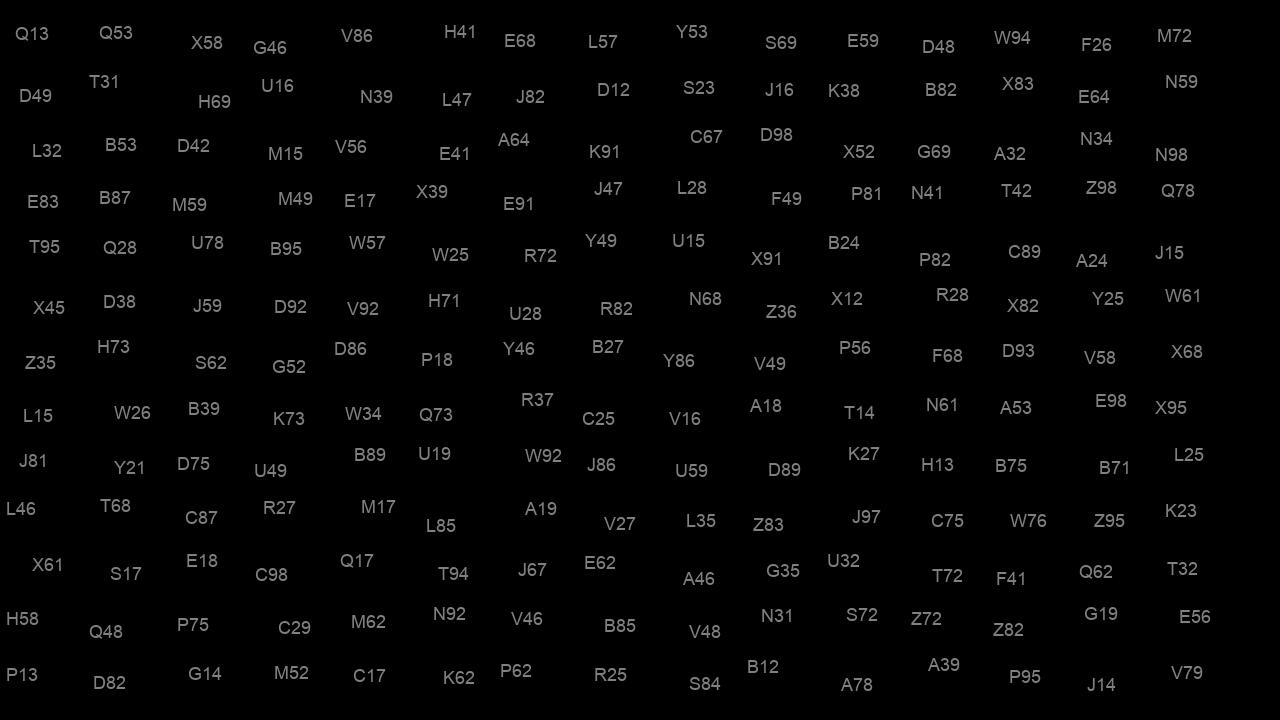 Q13 Q53 X58 G46 V86 H41 E68 L57 Y53 S69 E59 D48 W94 F26 M72
D49 T31 H69 U16 N39 L47 J82 D12 S23 J16 K38 B82 X83 E64 N59
L32 B53 D42 M15 V56 E41 A64 K91 C67 D98 X52 G69 A32 N34 N98
E83 B87 M59 M49 E17 X39 E91 J47 L28 F49 P81 N41 T42 Z98 Q78
T95 Q28 U78 B95 W57 W25 R72 Y49 U15 X91 B24 P82 C89 A24 J15
X45 D38 J59 D92 V92 H71 U28 R82 N68 Z36 X12 R28 X82 Y25 W61
Z35 H73 S62 G52 D86 P18 Y46 B27 Y86 V49 P56 F68 D93 V58 X68
L15 W26 B39 K73 W34 Q73 R37 C25 V16 A18 T14 N61 A53 E98 X95
J81 Y21 D75 U49 B89 U19 W92 J86 U59 D89 K27 H13 B75 B71 L25
L46 T68 C87 R27 M17 L85 A19 V27 L35 Z83 J97 C75 W76 Z95 K23
X61 S17 E18 C98 Q17 T94 J67 E62 A46 G35 U32 T72 F41 Q62 T32
H58 Q48 P75 C29 M62 N92 V46 B85 V48 N31 S72 Z72 Z82 G19 E56
P13 D82 G14 M52 C17 K62 P62 R25 S84 B12 A78 A39 P95 J14 V79